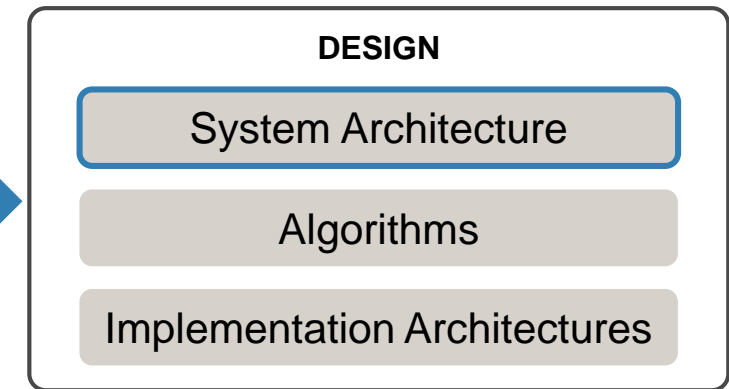 DESIGN
System Architecture
Algorithms
Implementation Architectures